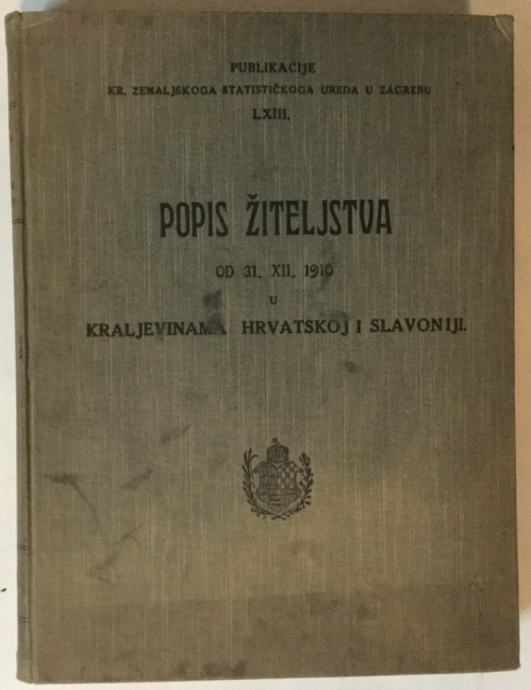 PUBLIKACIJE
KR. ZEMALJSKOGA STATISTIČKOGA UREDA U ZAGREBU
LXIII.
POPIS ŽITELJSTVA
OD 31. XII. 1910
U
KRALJEVINAMA HRVATSKOJ I SLAVONIJI.